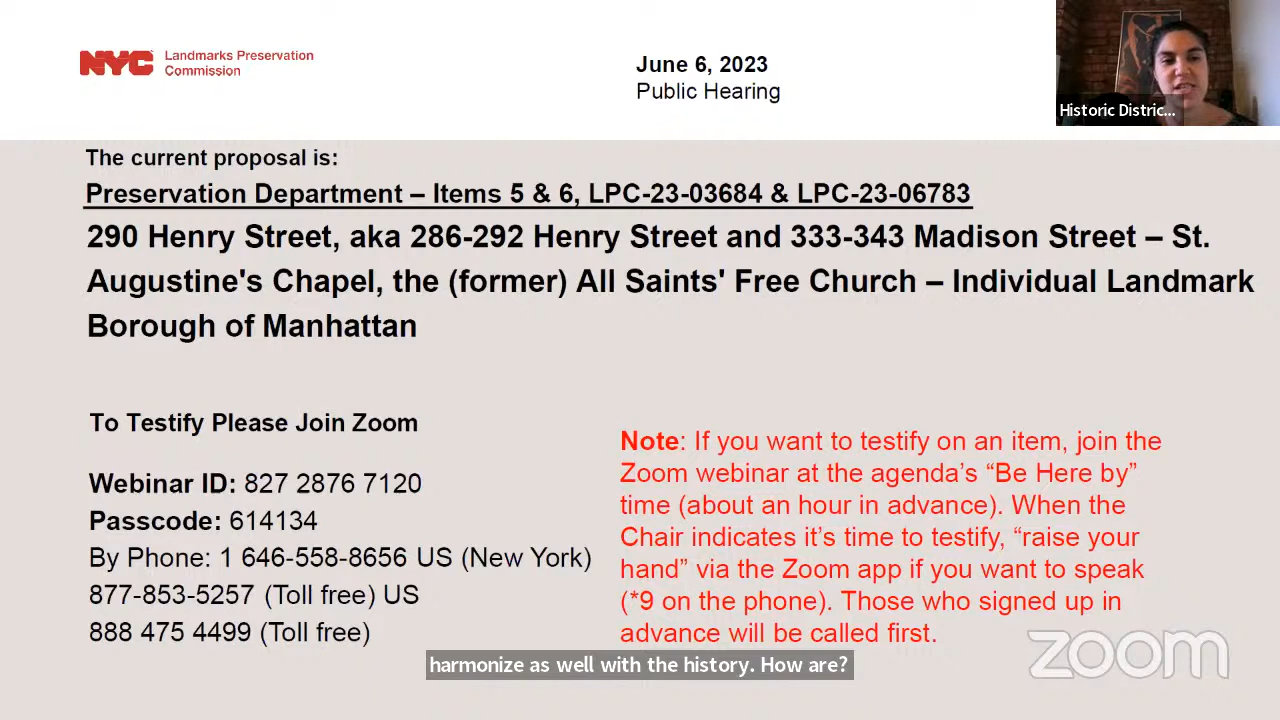 NYC Landmarks Preservation
Commission
June 6, 2023
Public Hearing
Historic Distric...
The current proposal is:
Preservation Department – Items 5 & 6, LPC-23-03684 & LPC-23-06783
290 Henry Street, aka 286-292 Henry Street and 333-343 Madison Street – St.
Augustine's Chapel, the (former) All Saints' Free Church – Individual Landmark
Borough of Manhattan
To Testify Please Join Zoom
Webinar ID: 827 2876 7120
Passcode: 614134
By Phone: 1 646-558-8656 US (New York)
877-853-5257 (Toll free) US
888 475 4499 (Toll free)
Note: If you want to testify on an item, join the
Zoom webinar at the agenda’s “Be Here by”
time (about an hour in advance). When the
Chair indicates it’s time to testify, “raise your
hand” via the Zoom app if you want to speak
(*9 on the phone). Those who signed up in
advance will be called first.
zoom
harmonize as well with the history. How are?